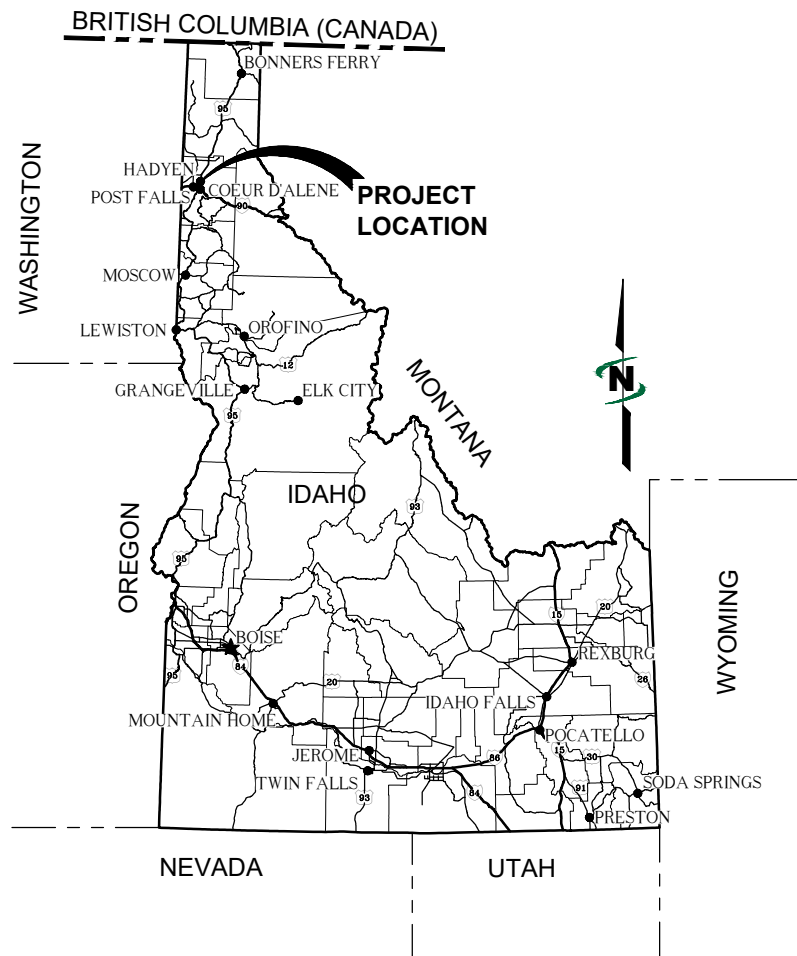 BRITISH COLUMBIA (CANADA)
BONNERS FERRY
95
WASHINGTON
HADYEN
POST FALLS
COEUR D'ALENE
90
PROJECT
LOCATION
MOSCOW
LEWISTON
OROFINO
12
GRANGEVILLE
ELK CITY
95
MONTANA
N
IDAHO
93
OREGON
95
WYOMING
15
20
BOISE
84
REXBURG
95
20
26
IDAHO FALLS
MOUNTAIN HOME
POCATELLO
JEROME
86
15
30
TWIN FALLS
93
84
91
SODA SPRINGS
PRESTON
NEVADA
UTAH